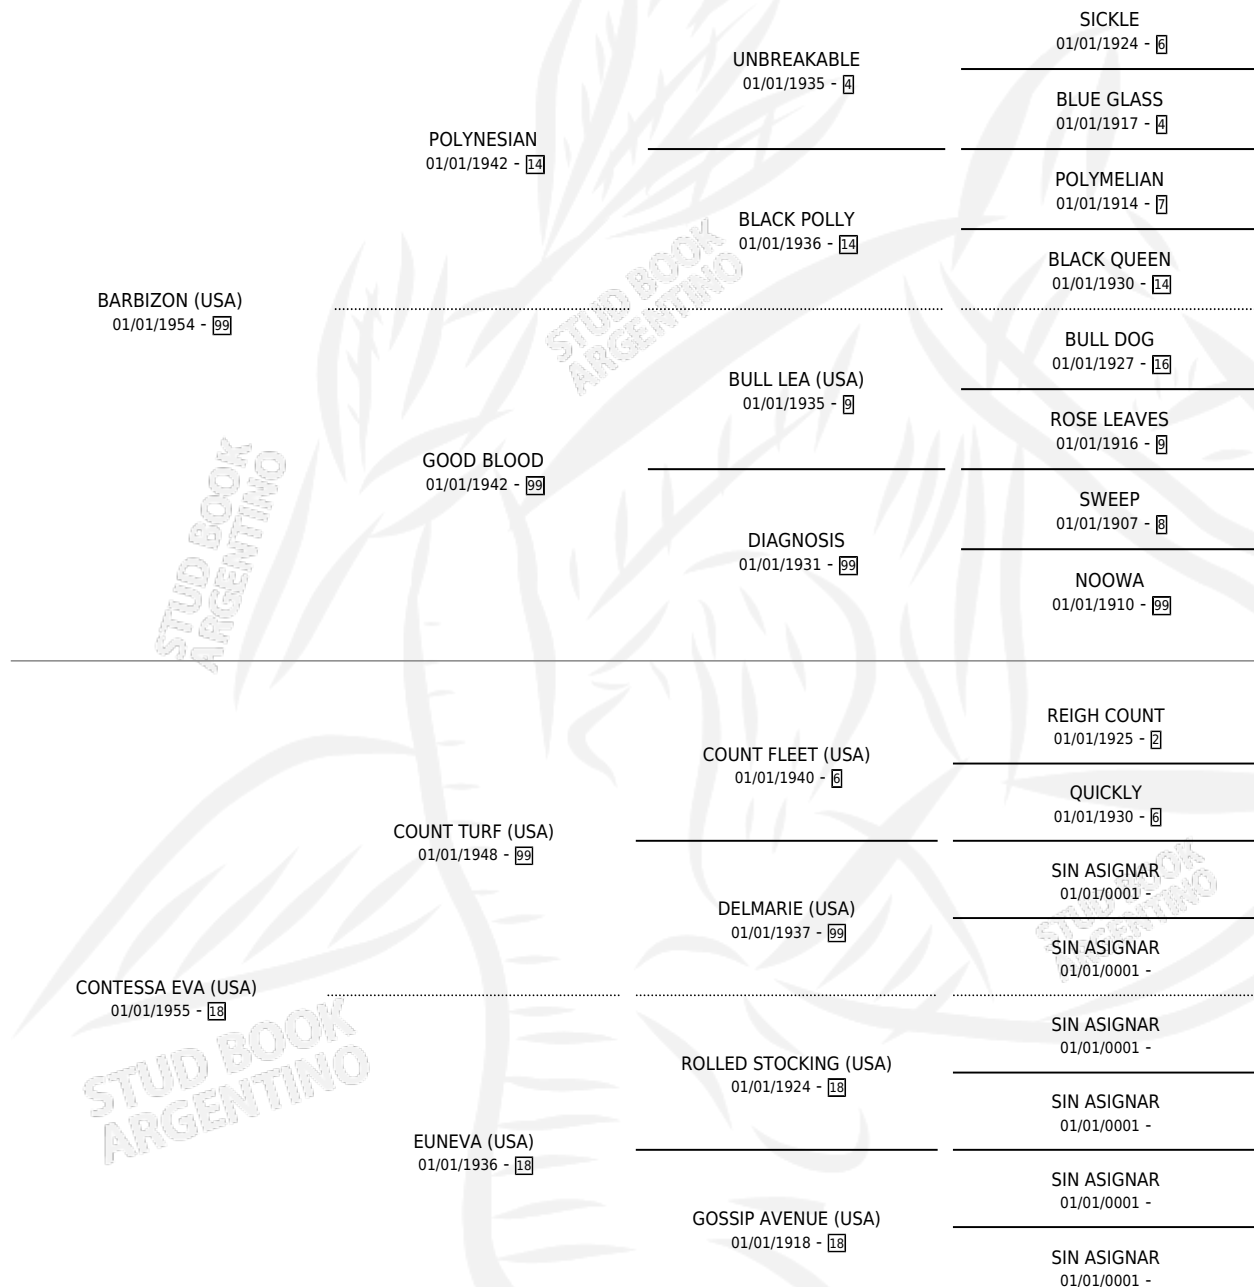 SICKLE
01/01/1924 - 6
UNBREAKABLE
01/01/1935 - 4
BLUE GLASS
01/01/1917 - 4
POLYNESIAN
01/01/1942 - 14
POLYMELIAN
01/01/1914 - 7
BLACK POLLY
01/01/1936 - 14
BLACK QUEEN
01/01/1930 - 14
BARBIZON (USA)
01/01/1954 - 99
STUD BOOK
ARGENTINO
BULL DOG
01/01/1927 - 16
BULL LEA (USA)
01/01/1935 - 9
ROSE LEAVES
01/01/1916 - 9
GOOD BLOOD
01/01/1942 - 99
SWEEP
01/01/1907 - 8
DIAGNOSIS
01/01/1931 - 99
NOOWA
01/01/1910 - 99
STUD BOOK
ARGENTINO
REIGH COUNT
01/01/1925 - 2
COUNT FLEET (USA)
01/01/1940 - 6
QUICKLY
01/01/1930 - 6
COUNT TURF (USA)
01/01/1948 - 99
SIN ASIGNAR
01/01/0001 -
DELMARIE (USA)
01/01/1937 - 99
STUD BOOK
ARGENTINO
SIN ASIGNAR
01/01/0001 -
CONTESSA EVA (USA)
01/01/1955 - 18
SIN ASIGNAR
01/01/0001 -
ROLLED STOCKING (USA)
01/01/1924 - 18
STUD BOOK
ARGENTINO
SIN ASIGNAR
01/01/0001 -
EUNEVA (USA)
01/01/1936 - 18
SIN ASIGNAR
01/01/0001 -
GOSSIP AVENUE (USA)
01/01/1918 - 18
SIN ASIGNAR
01/01/0001 -